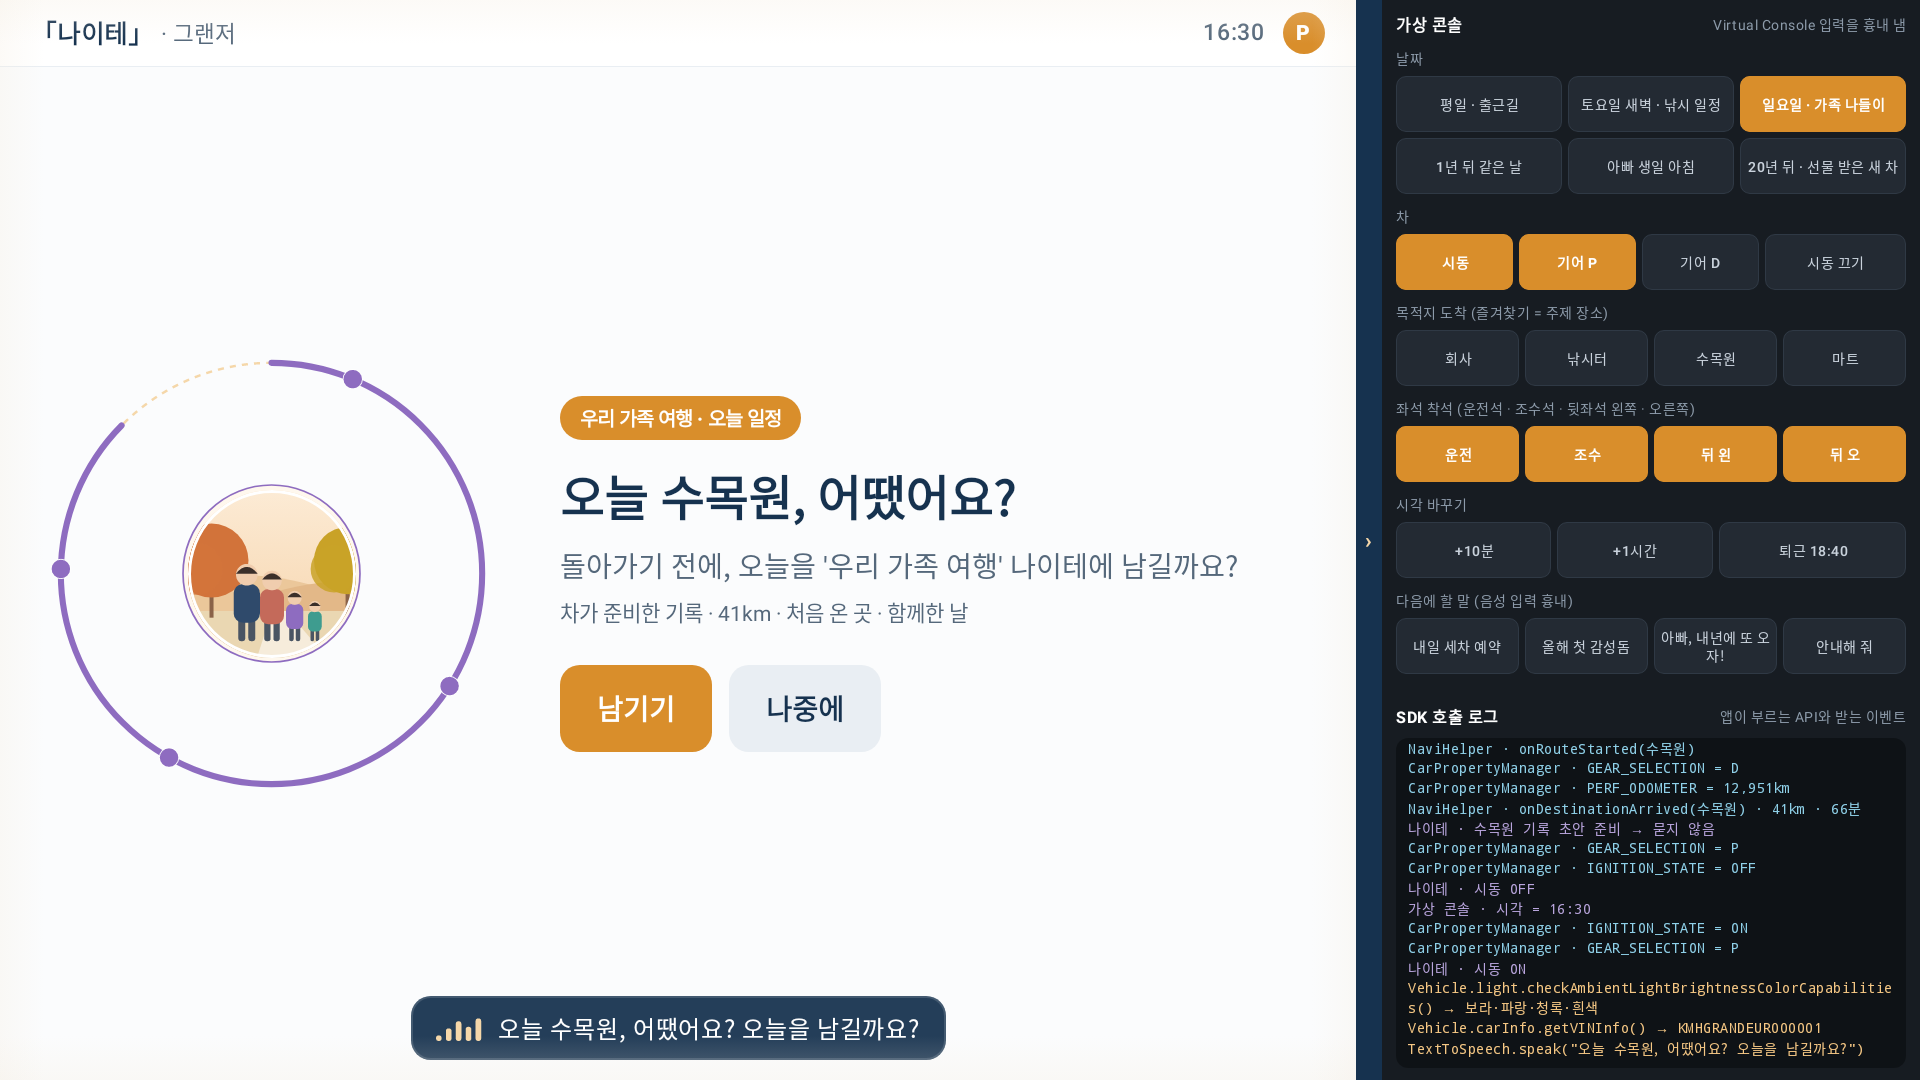 「나이테」 · 그랜저
16:30
P
우리 가족 여행 · 오늘 일정
오늘 수목원, 어땠어요?
돌아가기 전에, 오늘을 '우리 가족 여행' 나이테에 남길까요?
차가 준비한 기록 · 41km · 처음 온 곳 · 함께한 날
남기기
나중에
오늘 수목원, 어땠어요? 오늘을 남길까요?
›
가상 콘솔
Virtual Console 입력을 흉내 냄
날짜
평일 · 출근길
토요일 새벽 · 낚시 일정
일요일 · 가족 나들이
1년 뒤 같은 날
아빠 생일 아침
20년 뒤 · 선물 받은 새 차
차
시동
기어 P
기어 D
시동 끄기
목적지 도착 (즐겨찾기 = 주제 장소)
회사
낚시터
수목원
마트
좌석 착석 (운전석 · 조수석 · 뒷좌석 왼쪽 · 오른쪽)
운전
조수
뒤 왼
뒤 오
시각 바꾸기
+10분
+1시간
퇴근 18:40
다음에 할 말 (음성 입력 흉내)
내일 세차 예약
올해 첫 감성돔
아빠, 내년에 또 오
자!
안내해 줘
SDK 호출 로그
앱이 부르는 API와 받는 이벤트
NaviHelper · onRouteStarted(수목원)
CarPropertyManager · GEAR_SELECTION = D
CarPropertyManager · PERF_ODOMETER = 12,951km
NaviHelper · onDestinationArrived(수목원) · 41km · 66분
나이테 · 수목원 기록 초안 준비 → 묻지 않음
CarPropertyManager · GEAR_SELECTION = P
CarPropertyManager · IGNITION_STATE = OFF
나이테 · 시동 OFF
가상 콘솔 · 시각 = 16:30
CarPropertyManager · IGNITION_STATE = ON
CarPropertyManager · GEAR_SELECTION = P
나이테 · 시동 ON
Vehicle.light.checkAmbientLightBrightnessColorCapabilitie
s() → 보라·파랑·청록·흰색
Vehicle.carInfo.getVINInfo() → KMHGRANDEUR000001
TextToSpeech.speak("오늘 수목원, 어땠어요? 오늘을 남길까요?")